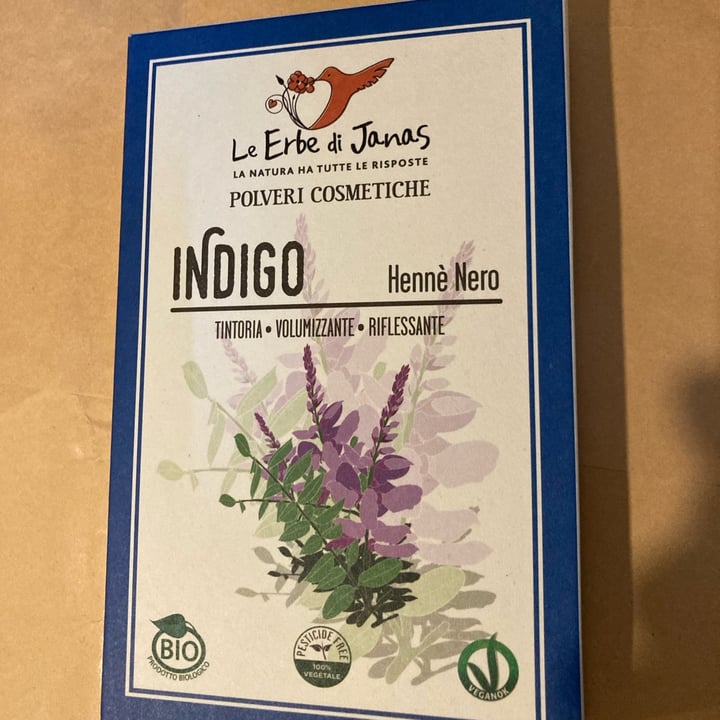 Le Erbe di Janas
LA NATURA HA TUTTE LE RISPOSTE
POLVERI COSMETICHE
INDIGO
Hennè Nero
TINTORIA • VOLUMIZZANTE • RIFLESSANTE
BIO
PRODOTTO BIOLOGICO
PESTICIDE FREE
100%
VEGETALE
VEGANOK